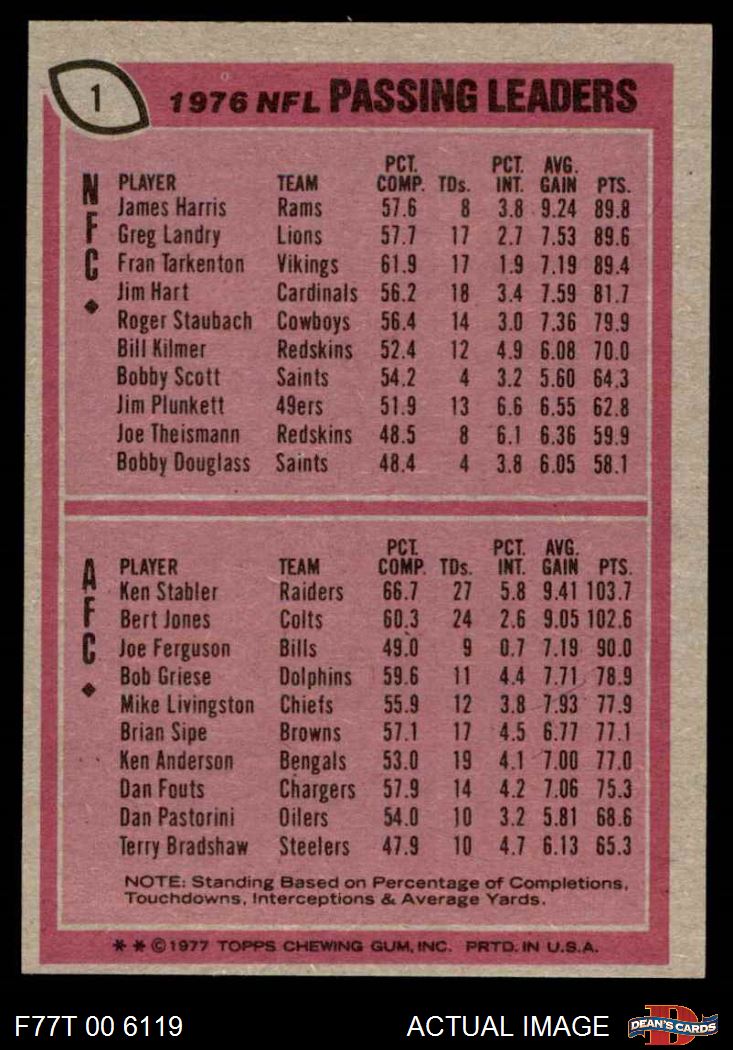 1
1976 NFL PASSING LEADERS
NFC
PLAYER TEAM PCT. COMP. TDs. PCT. INT. AVG. GAIN PTS.
James Harris Rams 57.6 8 3.8 9.24 89.8
Greg Landry Lions 57.7 17 2.7 7.53 89.6
Fran Tarkenton Vikings 61.9 17 1.9 7.19 89.4
Jim Hart Cardinals 56.2 18 3.4 7.59 81.7
Roger Staubach Cowboys 56.4 14 3.0 7.36 79.9
Bill Kilmer Redskins 52.4 12 4.9 6.08 70.0
Bobby Scott Saints 54.2 4 3.2 5.60 64.3
Jim Plunkett 49ers 51.9 13 6.6 6.55 62.8
Joe Theismann Redskins 48.5 8 6.1 6.36 59.9
Bobby Douglass Saints 48.4 4 3.8 6.05 58.1
AFC
PLAYER TEAM PCT. COMP. TDs. PCT. INT. AVG. GAIN PTS.
Ken Stabler Raiders 66.7 27 5.8 9.41 103.7
Bert Jones Colts 60.3 24 2.6 9.05 102.6
Joe Ferguson Bills 49.0 9 0.7 7.19 90.0
Bob Griese Dolphins 59.6 11 4.4 7.71 78.9
Mike Livingston Chiefs 55.9 12 3.8 7.93 77.9
Brian Sipe Browns 57.1 17 4.5 6.77 77.1
Ken Anderson Bengals 53.0 19 4.1 7.00 77.0
Dan Fouts Chargers 57.9 14 4.2 7.06 75.3
Dan Pastorini Oilers 54.0 10 3.2 5.81 68.6
Terry Bradshaw Steelers 47.9 10 4.7 6.13 65.3
NOTE: Standing Based on Percentage of Completions,
Touchdowns, Interceptions & Average Yards.
* * © 1977 TOPPS CHEWING GUM, INC. PRTD. IN U.S.A.
F77T 00 6119 ACTUAL IMAGE
D DEAN'S CARDS